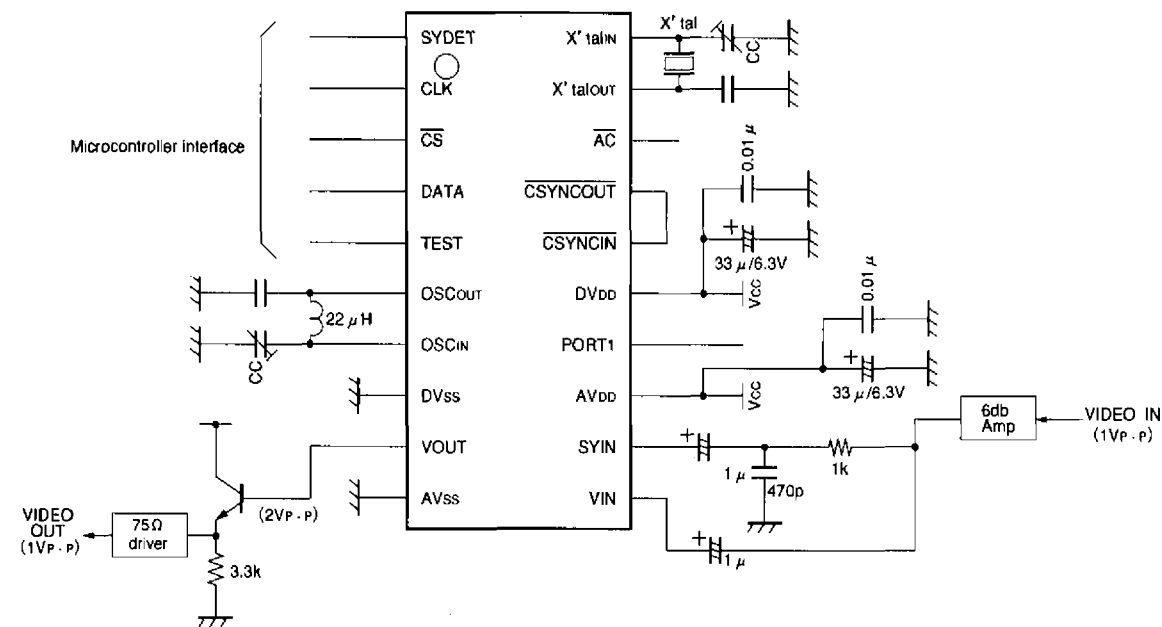 X' tal
SYDET
X' talIN
CC
CLK
X' talOUT
Microcontroller interface
CS
AC
0.01 μ
DATA
CSYNCOUT
TEST
CSYNCIN
+
33 μ/6.3V
OSCOUT
DVDD
VCC
0.01 μ
22 μH
OSCIN
PORT1
CC
+
33 μ/6.3V
DVSS
AVDD
VCC
6db
Amp
VIDEO IN
(1VP-P)
VOUT
SYIN
+
1 μ
470p
1k
AVSS
VIN
(2VP-P)
VIDEO
OUT
(1VP-P)
75Ω
driver
+
1 μ
3.3k